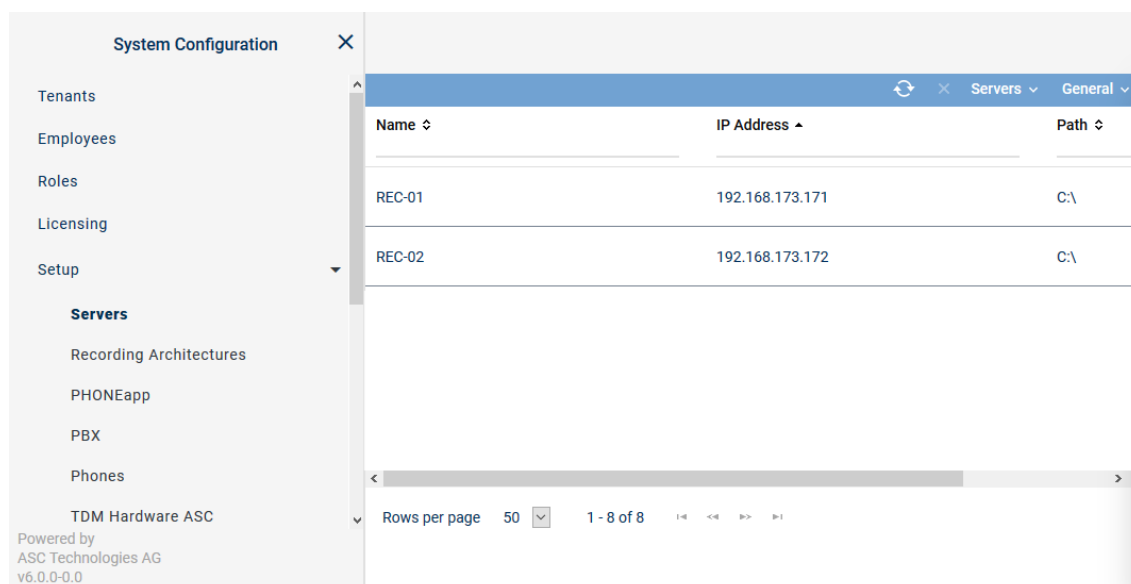 System Configuration
Tenants
Employees
Roles
Licensing
Setup
Servers
Recording Architectures
PHONEapp
PBX
Phones
TDM Hardware ASC
Powered by
ASC Technologies AG
v6.0.0-0.0
Servers General
Name IP Address Path
REC-01 192.168.173.171 C:\
REC-02 192.168.173.172 C:\
Rows per page 50 1 - 8 of 8